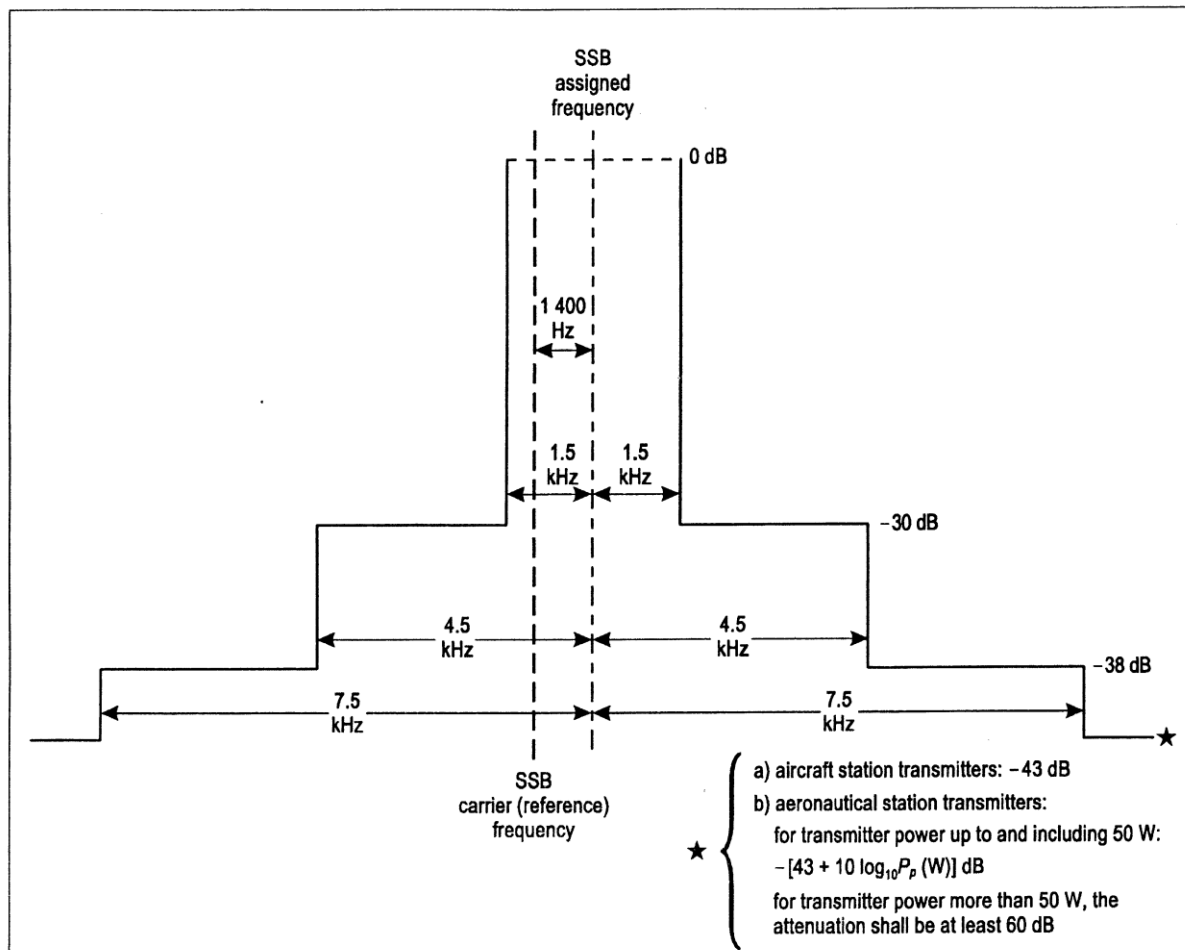 SSB
assigned
frequency
0 dB
1 400
Hz
1.5
kHz
1.5
kHz
−30 dB
4.5
kHz
4.5
kHz
−38 dB
7.5
kHz
7.5
kHz
SSB
carrier (reference)
frequency
★
★
a) aircraft station transmitters: −43 dB
b) aeronautical station transmitters:
for transmitter power up to and including 50 W:
−[43 + 10 log₁₀Pₚ (W)] dB
for transmitter power more than 50 W, the
attenuation shall be at least 60 dB